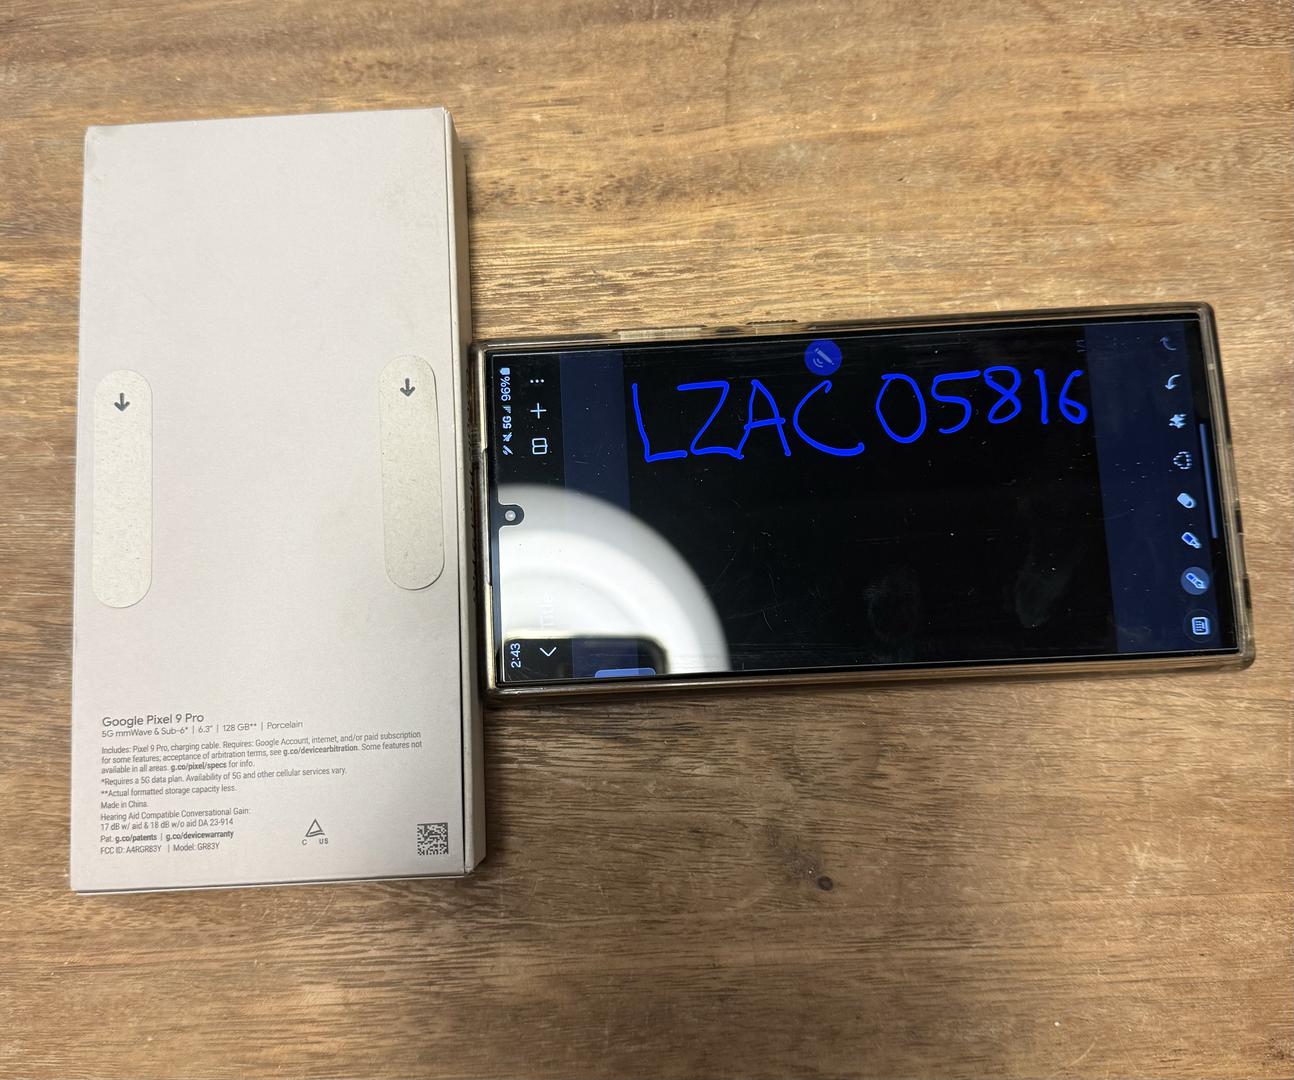 Google Pixel 9 Pro
5G mmWave & Sub-6* | 6.3" | 128 GB** | Porcelain
Includes: Pixel 9 Pro, charging cable. Requires: Google Account, internet, and/or paid subscription
for some features; acceptance of arbitration terms, see g.co/devicearbitration. Some features not
available in all areas. g.co/pixel/specs for info.
*Requires a 5G data plan. Availability of 5G and other cellular services vary.
**Actual formatted storage capacity less.
Made in China.
Hearing Aid Compatible Conversational Gain:
17 dB w/ aid & 18 dB w/o aid DA 23-914
Pat. g.co/patents | g.co/devicewarranty
FCC ID: A4RGR83Y | Model: GR83Y
C US
2:43
5G 96%
Title
1/1
LZAC 05816